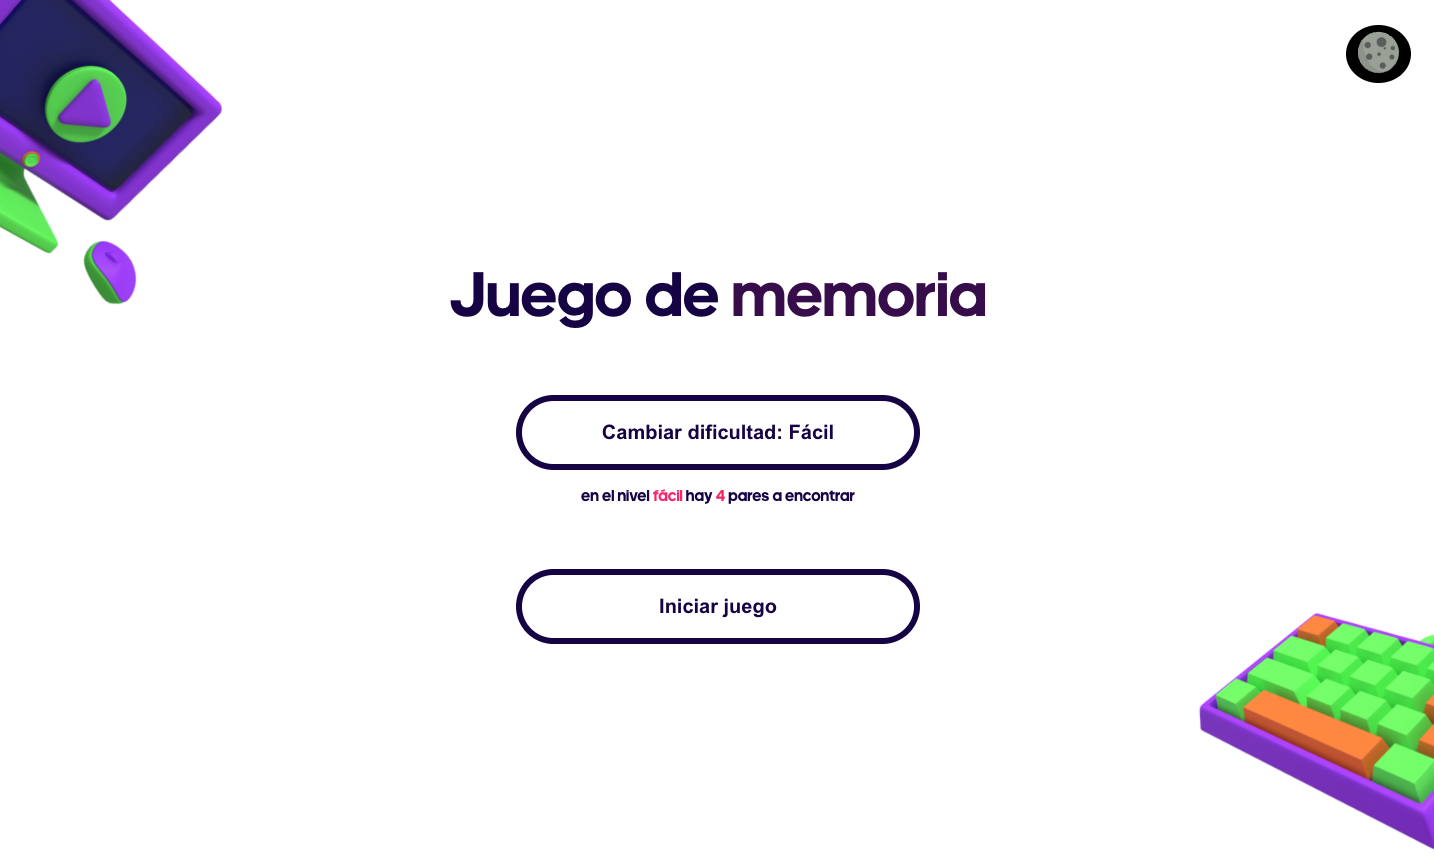 Juego de memoria
Cambiar dificultad: Fácil
en el nivel fácil hay 4 pares a encontrar
Iniciar juego